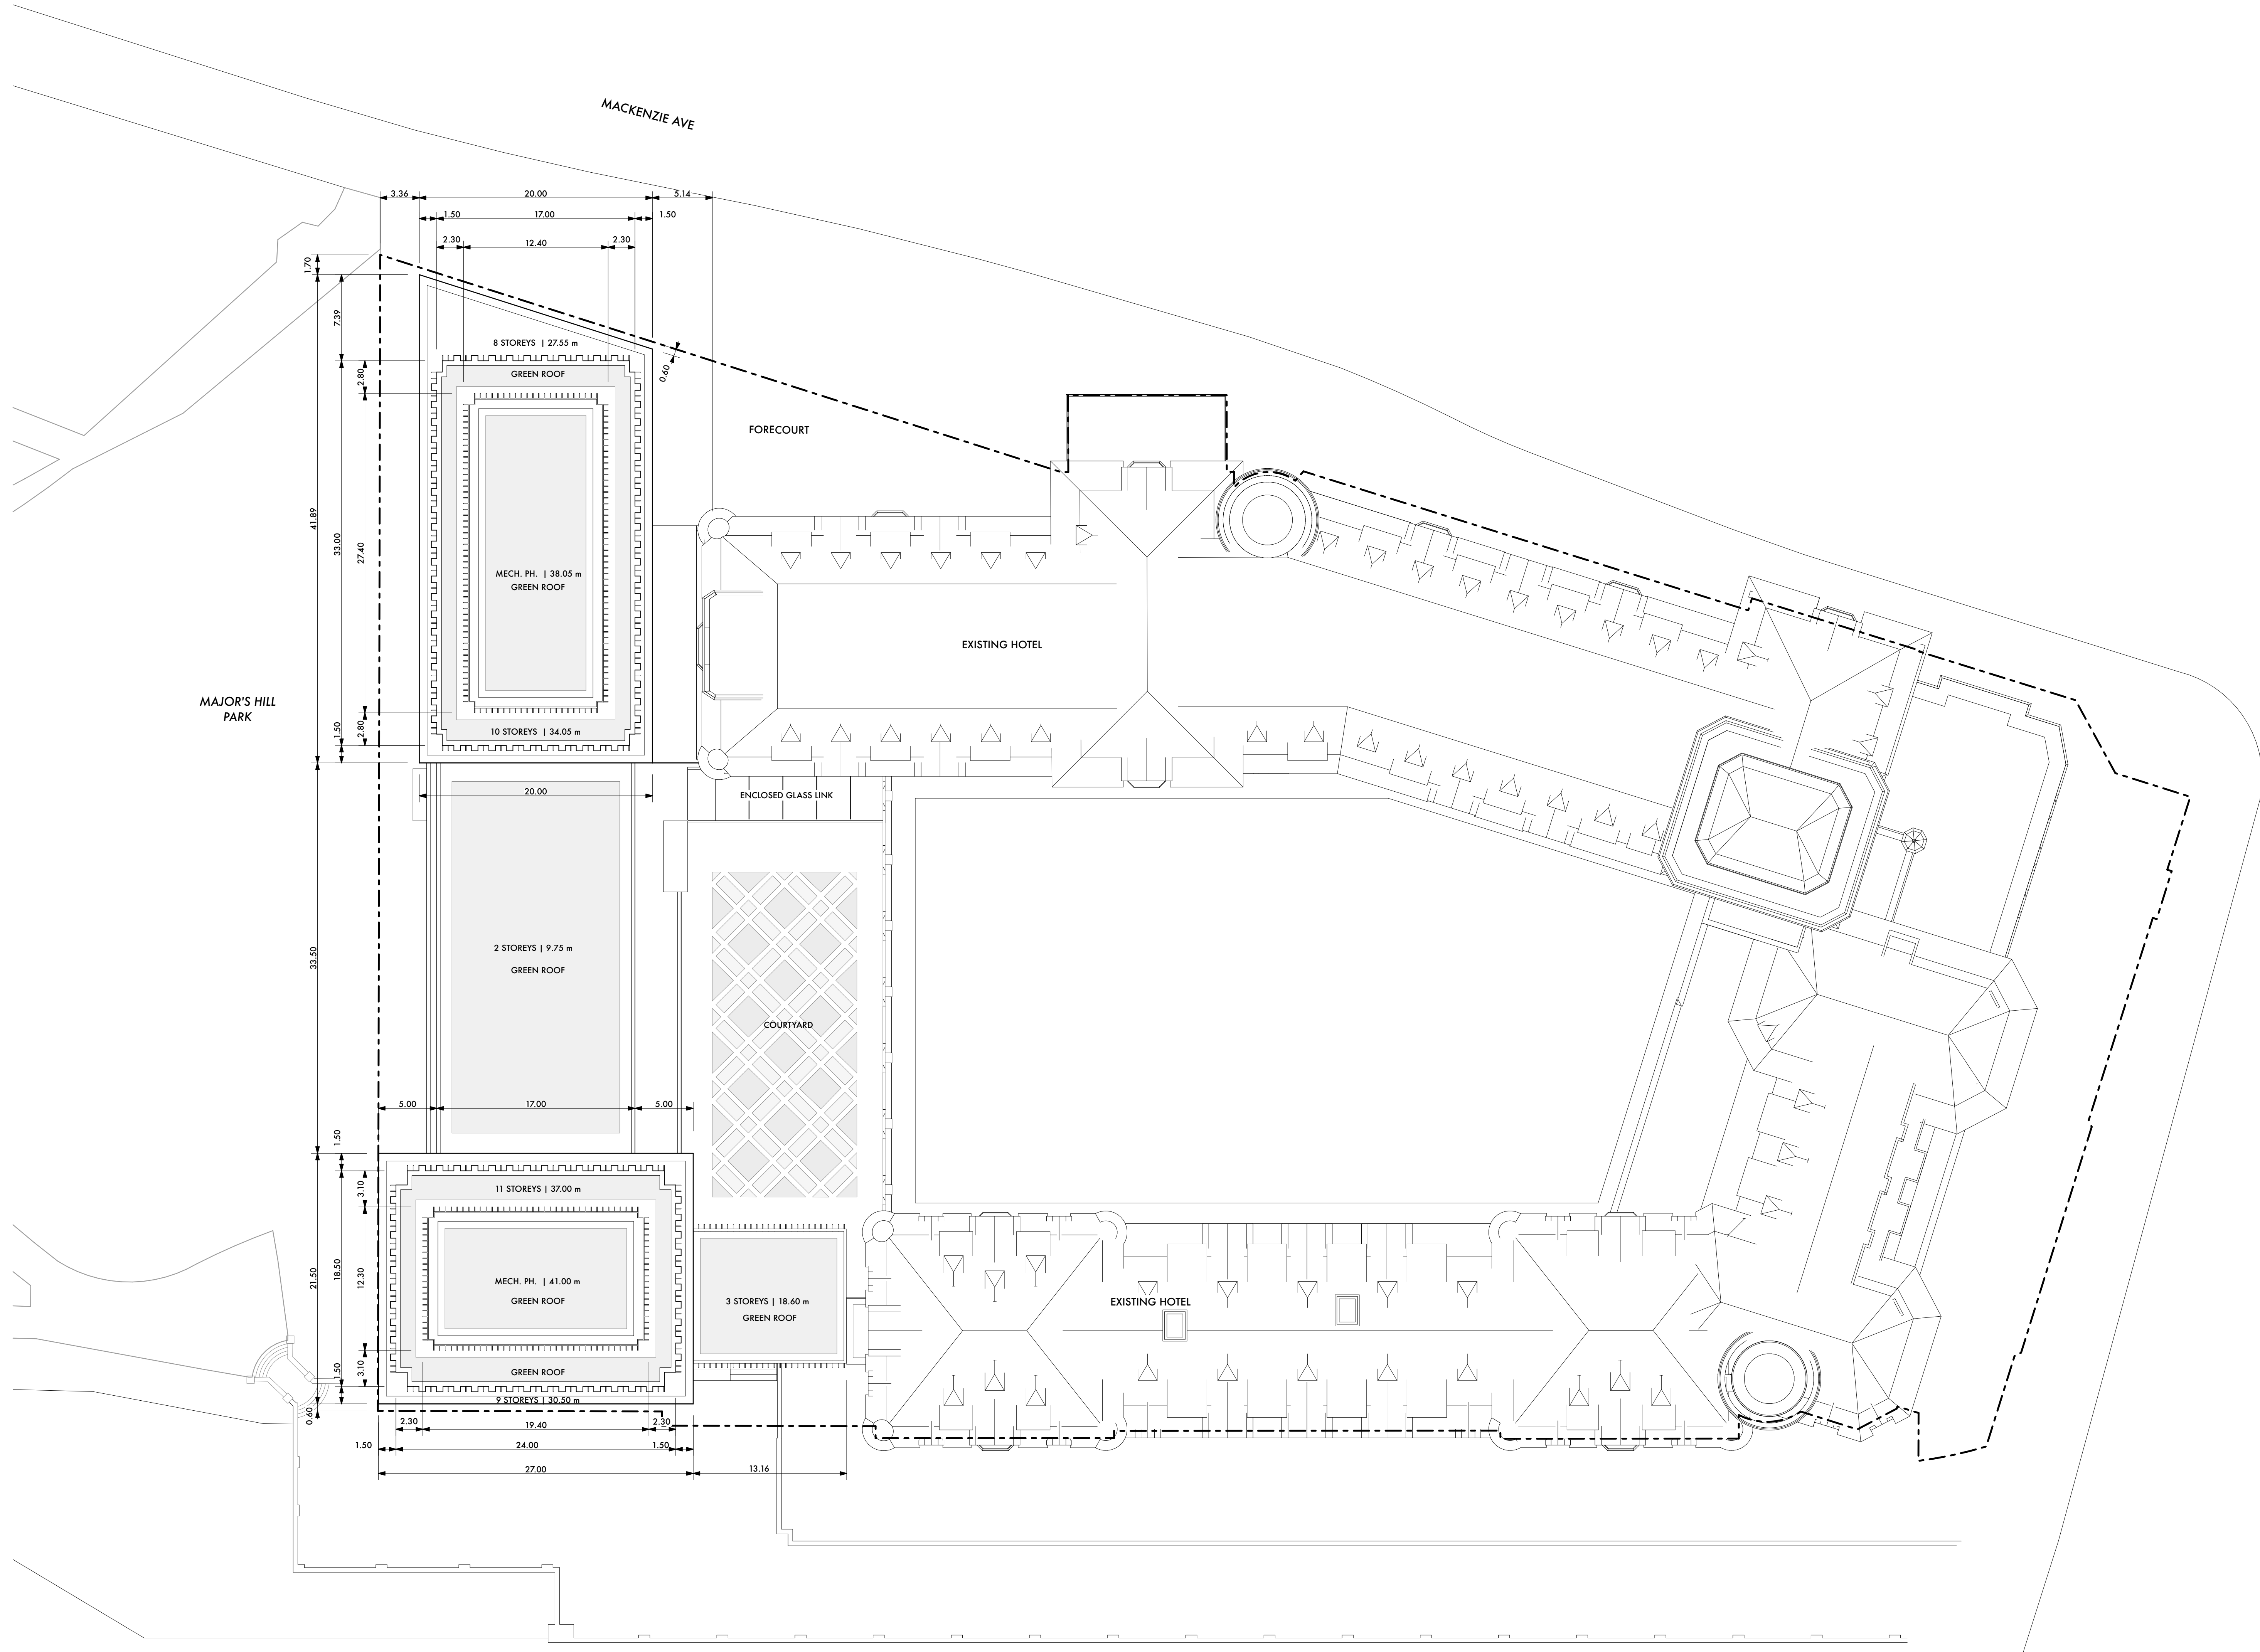 MACKENZIE AVE
3.36
20.00
5.14
1.50
17.00
1.50
2.30
12.40
2.30
1.70
7.39
8 STOREYS | 27.55 m
0.60
2.80
GREEN ROOF
FORECOURT
41.89
33.00
27.40
MECH. PH. | 38.05 m
GREEN ROOF
EXISTING HOTEL
MAJOR'S HILL
PARK
1.50
2.80
10 STOREYS | 34.05 m
20.00
ENCLOSED GLASS LINK
33.50
2 STOREYS | 9.75 m
GREEN ROOF
COURTYARD
5.00
17.00
5.00
1.50
3.10
11 STOREYS | 37.00 m
21.50
18.50
12.30
MECH. PH. | 41.00 m
GREEN ROOF
3 STOREYS | 18.60 m
GREEN ROOF
EXISTING HOTEL
1.50
3.10
GREEN ROOF
9 STOREYS | 30.50 m
0.60
2.30
19.40
2.30
1.50
24.00
1.50
27.00
13.16